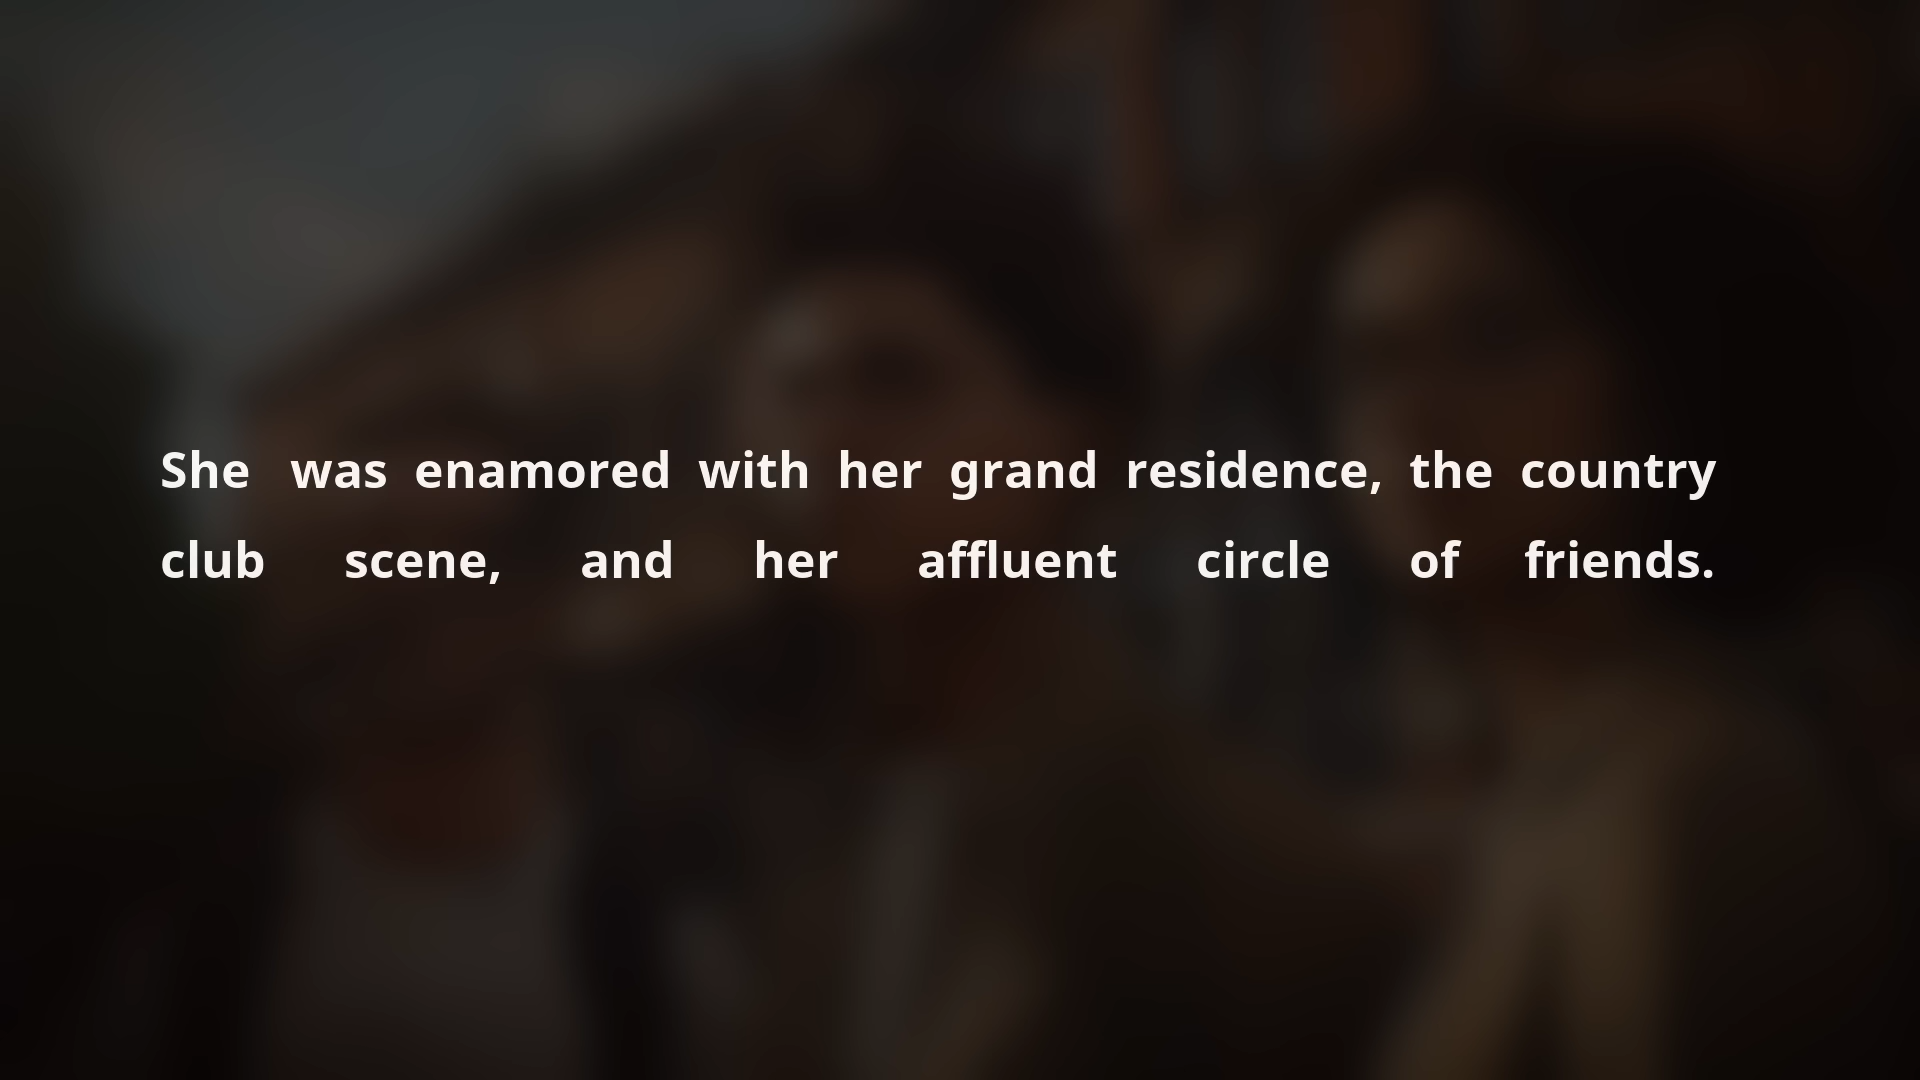 She was enamored with her grand residence, the country
club scene, and her affluent circle of friends.